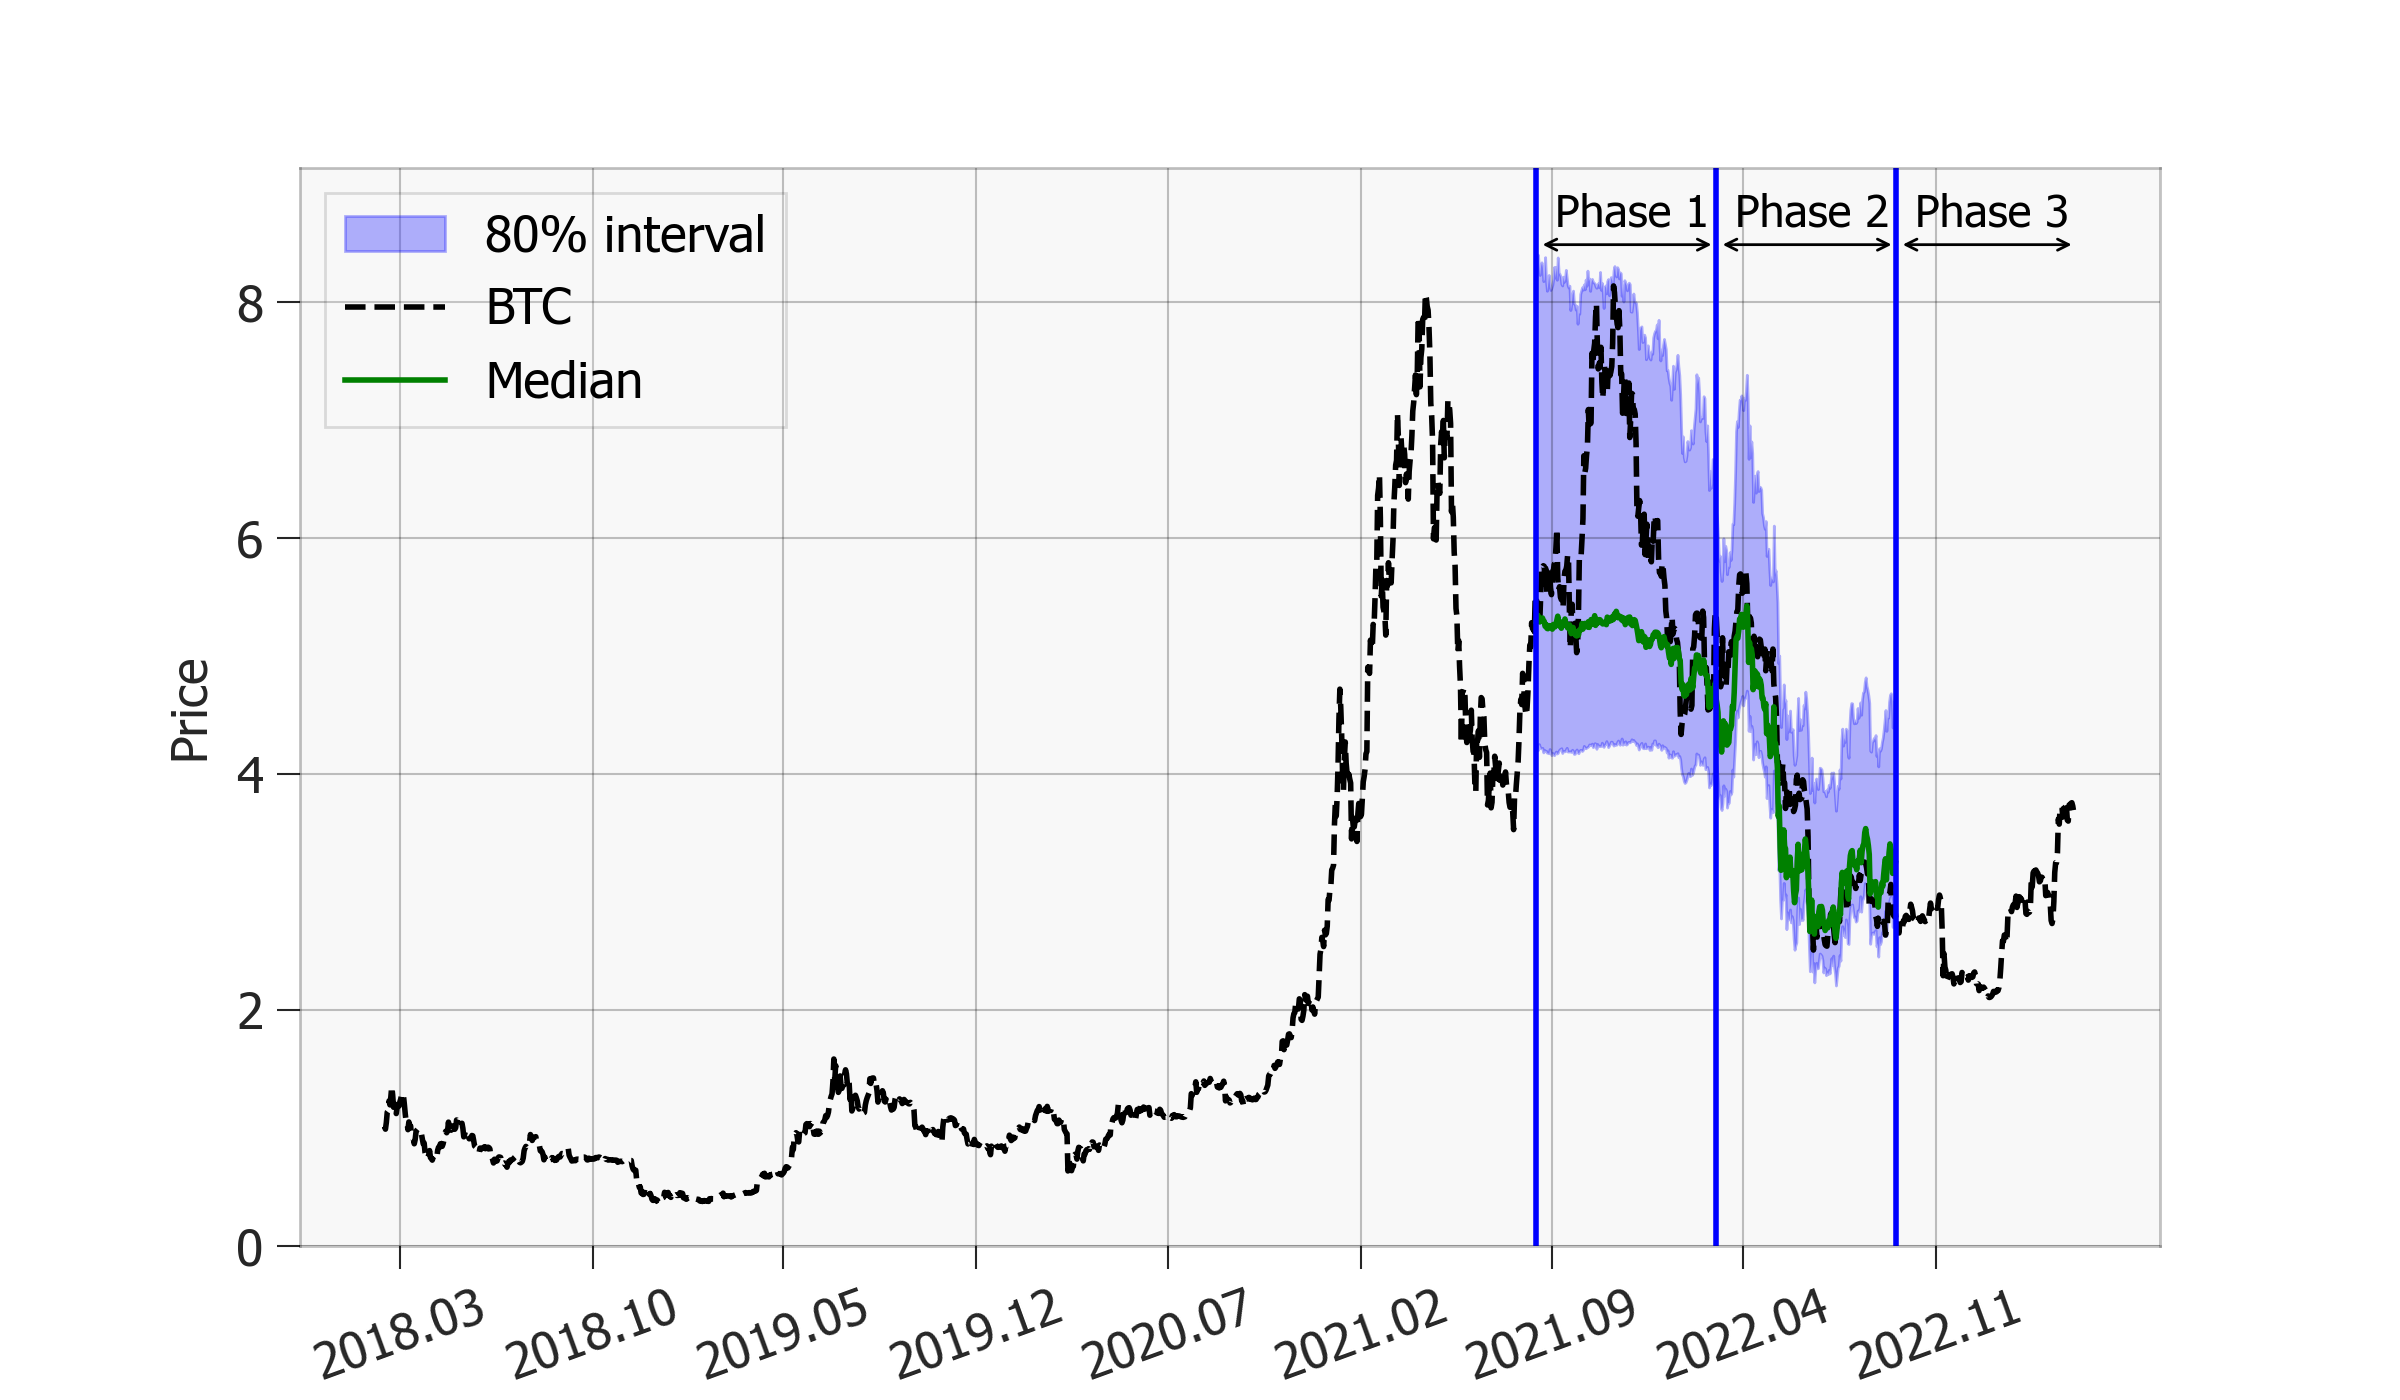 Phase 1
Phase 2
Phase 3
80% interval
BTC
Median
Price
8
6
4
2
0
2018.03
2018.10
2019.05
2019.12
2020.07
2021.02
2021.09
2022.04
2022.11